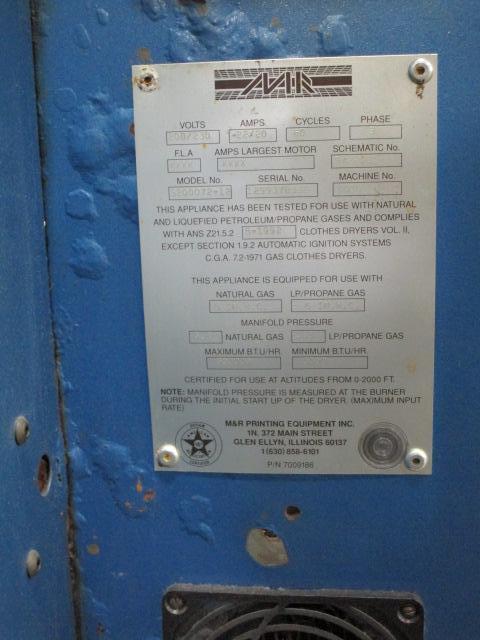 M&R
VOLTS AMPS CYCLES PHASE
208/230 60
F.L.A AMPS LARGEST MOTOR SCHEMATIC No.
XXXX XXXX
MODEL No. SERIAL No. MACHINE No.
THIS APPLIANCE HAS BEEN TESTED FOR USE WITH NATURAL
AND LIQUEFIED PETROLEUM/PROPANE GASES AND COMPLIES
WITH ANS Z21.5.2 CLOTHES DRYERS VOL. II,
EXCEPT SECTION 1.9.2 AUTOMATIC IGNITION SYSTEMS
C.G.A. 7.2-1971 GAS CLOTHES DRYERS.
THIS APPLIANCE IS EQUIPPED FOR USE WITH
NATURAL GAS LP/PROPANE GAS
MANIFOLD PRESSURE
NATURAL GAS LP/PROPANE GAS
MAXIMUM B.T.U/HR. MINIMUM B.T.U/HR.
CERTIFIED FOR USE AT ALTITUDES FROM 0-2000 FT.
NOTE: MANIFOLD PRESSURE IS MEASURED AT THE BURNER
DURING THE INITIAL START UP OF THE DRYER. (MAXIMUM INPUT
RATE)
M&R PRINTING EQUIPMENT INC.
1N. 372 MAIN STREET
GLEN ELLYN, ILLINOIS 60137
1 (630) 858-6101
P/N 7009186